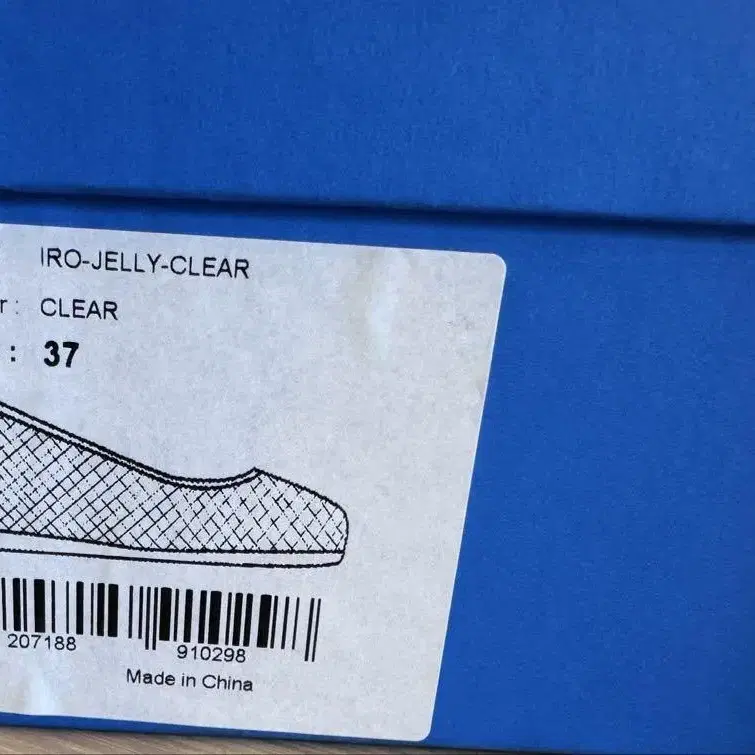 IRO-JELLY-CLEAR
r : CLEAR
: 37
207188 910298
Made in China